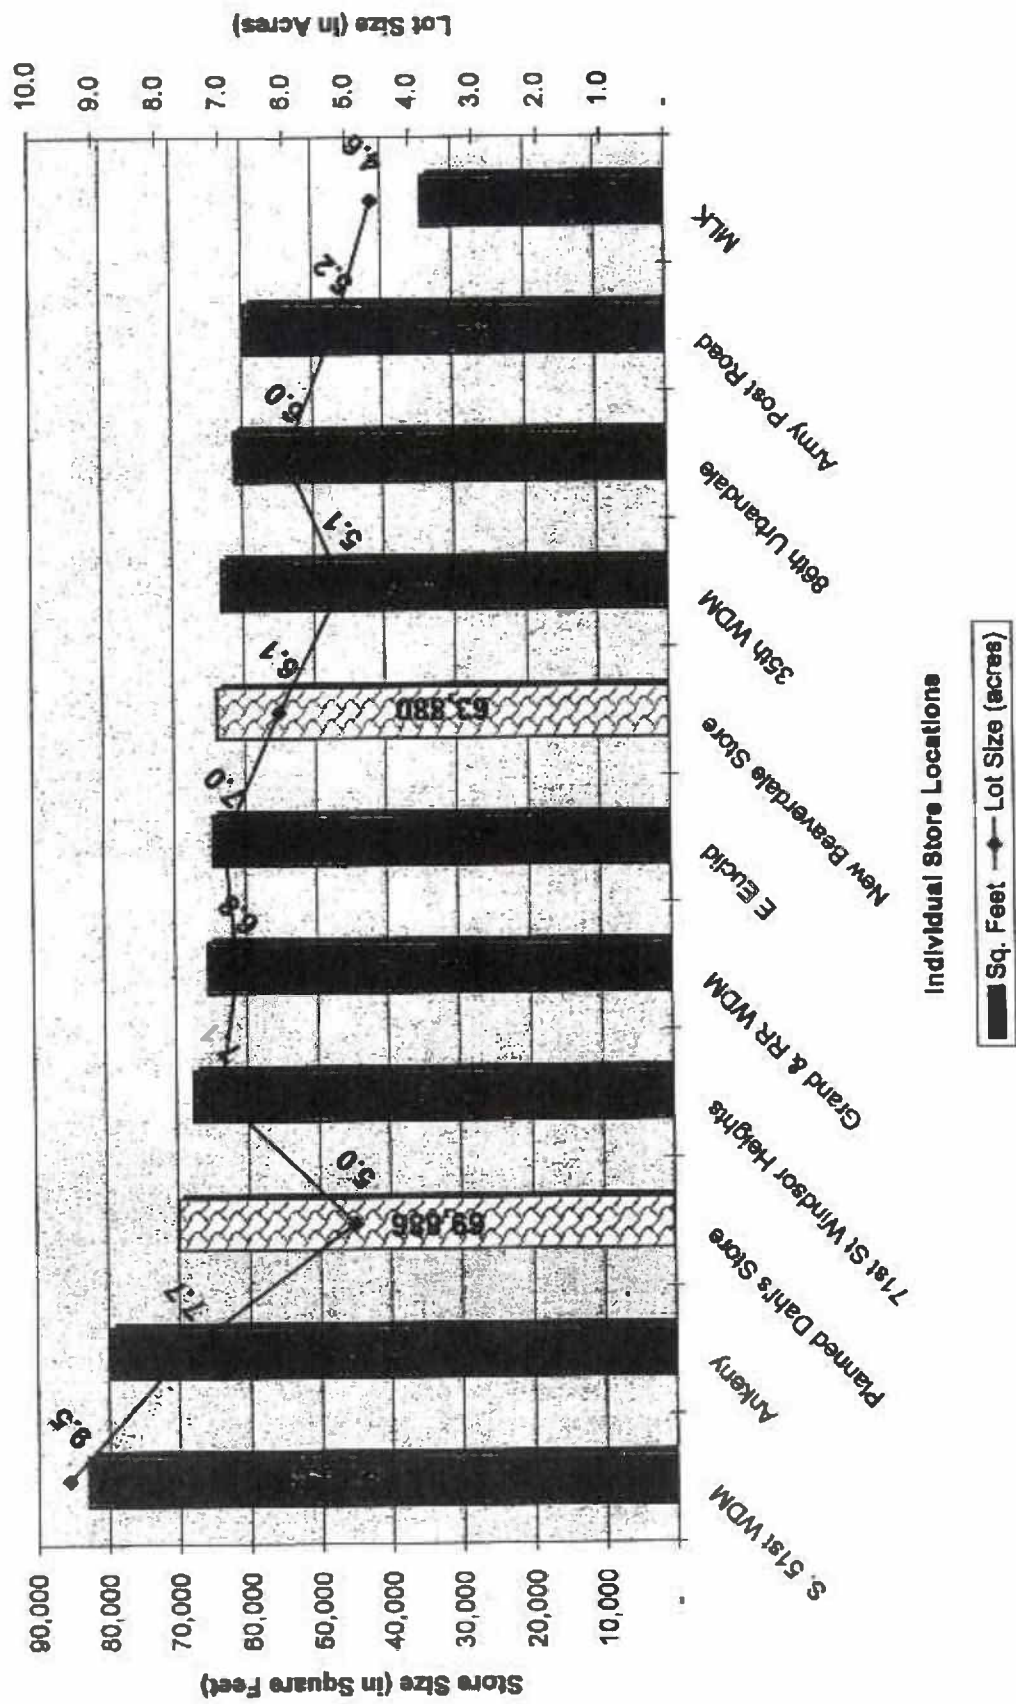 Store Size (in Square Feet)
90,000
80,000
70,000
60,000
50,000
40,000
30,000
20,000
10,000
-
9.5
7.7
5.0
7
6.8
7.0
6.1
5.1
6.0
5.2
4.6
63,880
10.0
9.0
8.0
7.0
6.0
5.0
4.0
3.0
2.0
1.0
-
Lot Size (in Acres)
S. 51st WDM
Ankeny
Planned Dahl's Store
71st St Windsor Heights
Grand & RR WDM
E Euclid
New Beaverdale Store
35th WDM
86th Urbandale
Army Post Road
MLK
Individual Store Locations
Sq. Feet
Lot Size (acres)